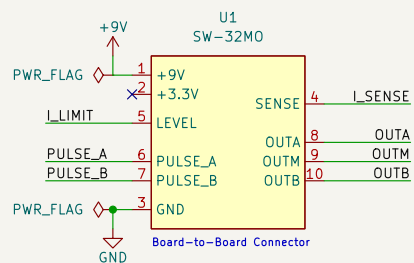 U1
SW-32MO
+9V
PWR_FLAG
1 +9V
2 +3.3V
I_LIMIT 5 LEVEL
PULSE_A 6 PULSE_A
PULSE_B 7 PULSE_B
PWR_FLAG 3 GND
GND
SENSE 4 I_SENSE
OUTA 8 OUTA
OUTM 9 OUTM
OUTB 10 OUTB
Board-to-Board Connector